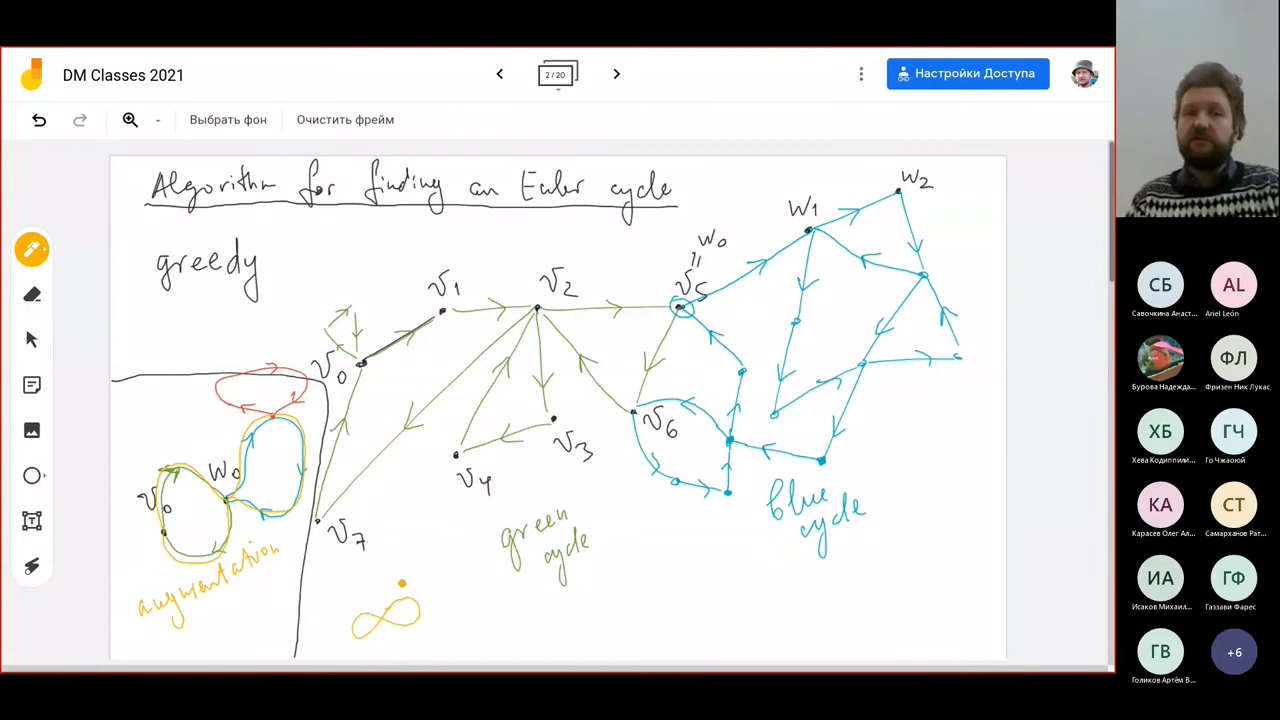 DM Classes 2021
2 / 20
Настройки Доступа
Выбрать фон
Очистить фрейм
Algorithm for finding an Euler cycle
greedy
w2
w1
w0
=
v5
v1
v2
v0
v6
v3
v4
v7
w0
v0
augmentation
green
cycle
blue
cycle
СБ
Савочкина Анаст...
AL
Ariel León
Бурова Надежда...
ФЛ
Фризен Ник Лукас
ХБ
Хева Кодиппили...
ГЧ
Го Чжаоюй
КА
Карасев Олег Ал...
СТ
Самарханов Рат...
ИА
Исаков Михаил...
ГФ
Газзави Фарес
ГВ
Голиков Артём В...
+6